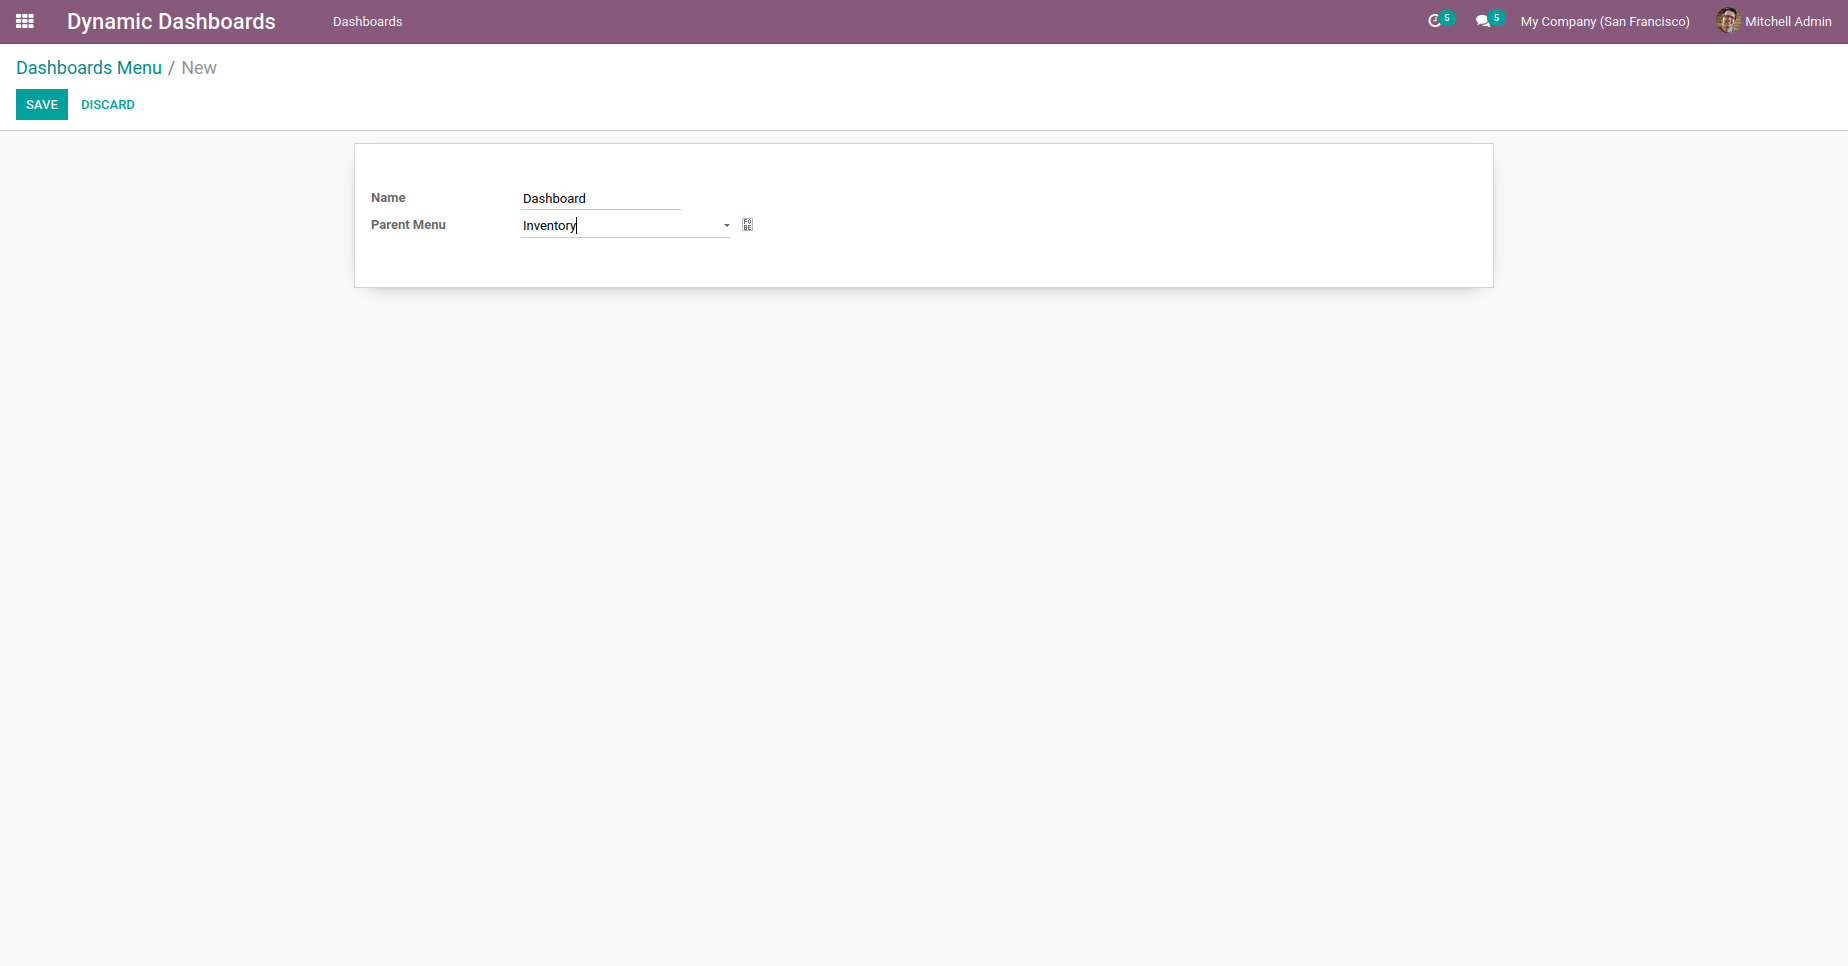 Dynamic Dashboards Dashboards 5 5 My Company (San Francisco) Mitchell Admin
Dashboards Menu / New
SAVE DISCARD
Name Dashboard
Parent Menu Inventory